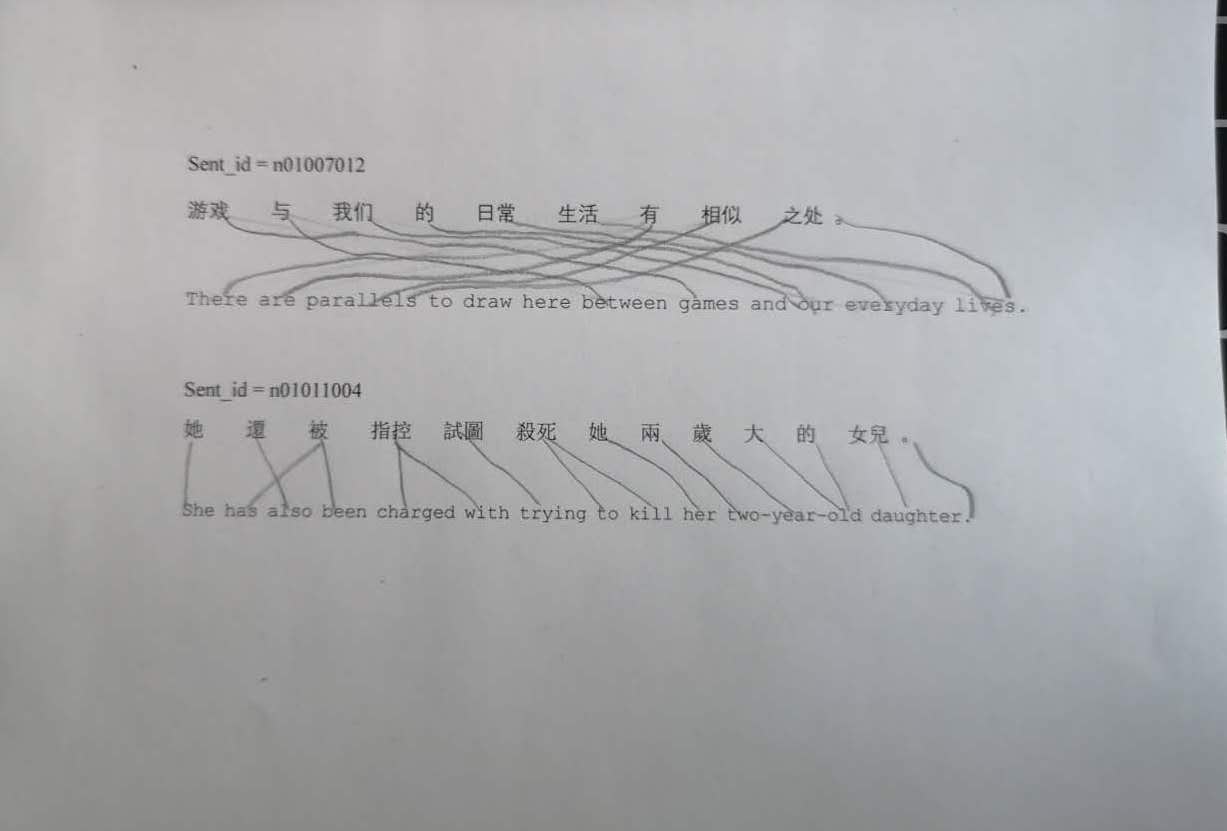 Sent_id = n01007012
游戏 与 我们 的 日常 生活 有 相似 之处 。
There are parallels to draw here between games and our everyday lives.
Sent_id = n01011004
她 還 被 指控 試圖 殺死 她 兩 歲 大 的 女兒 。
She has also been charged with trying to kill her two-year-old daughter.